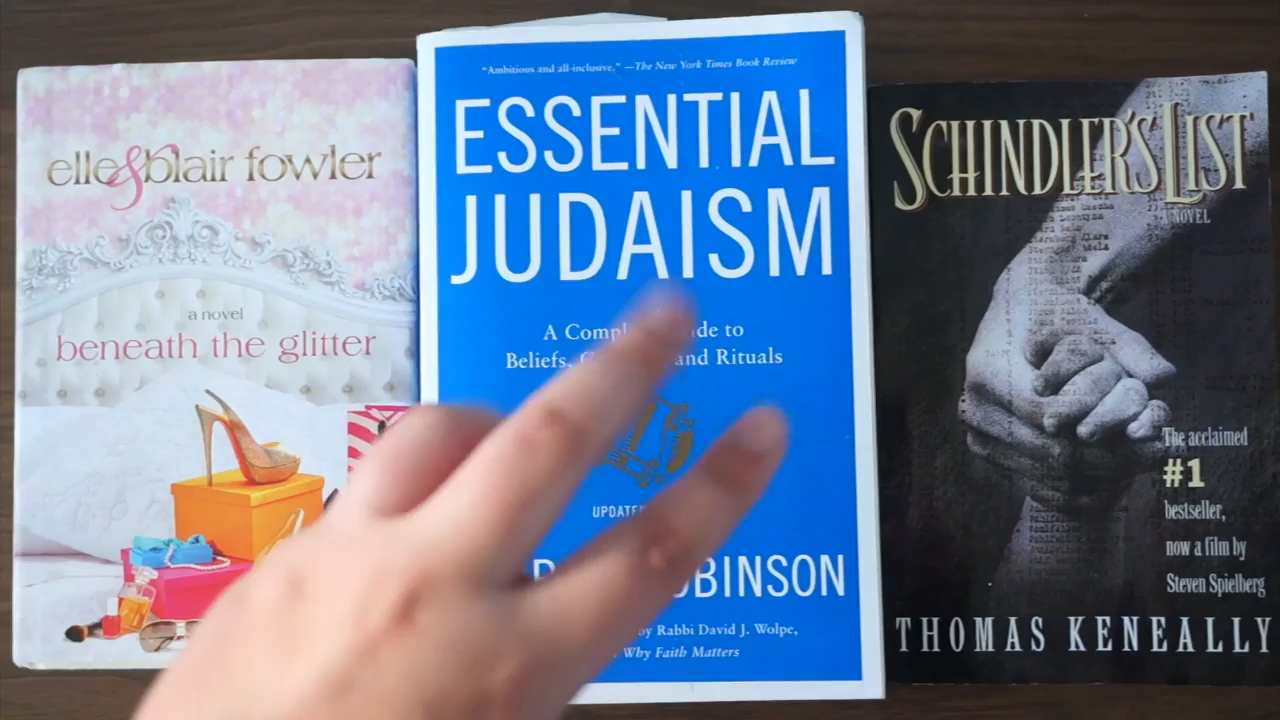 elle & blair fowler
a novel
beneath the glitter
"Ambitious and all-inclusive." —The New York Times Book Review
ESSENTIAL
JUDAISM
A Comp de to
Beliefs, and Rituals
UPDATE
OBINSON
by Rabbi David J. Wolpe,
Why Faith Matters
SCHINDLER'S LIST
A NOVEL
The acclaimed
#1
bestseller,
now a film by
Steven Spielberg
THOMAS KENEALLY